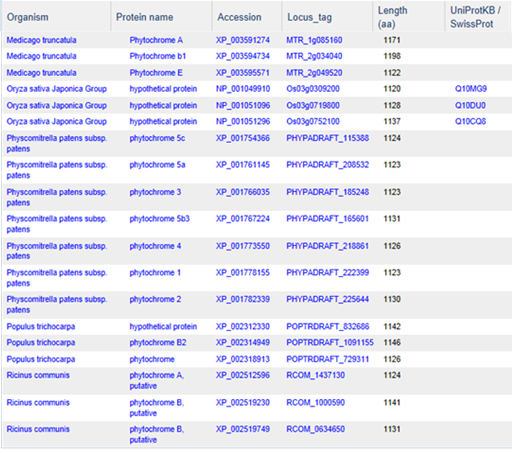 Organism Protein name Accession Locus_tag Length (aa) UniProtKB / SwissProt
Medicago truncatula Phytochrome A XP_003591274 MTR_1g085160 1171
Medicago truncatula Phytochrome b1 XP_003594734 MTR_2g034040 1198
Medicago truncatula Phytochrome E XP_003595571 MTR_2g049520 1122
Oryza sativa Japonica Group hypothetical protein NP_001049910 Os03g0309200 1120 Q10MG9
Oryza sativa Japonica Group hypothetical protein NP_001051096 Os03g0719800 1128 Q10DU0
Oryza sativa Japonica Group hypothetical protein NP_001051296 Os03g0752100 1137 Q10CQ8
Physcomitrella patens subsp. patens phytochrome 5c XP_001754366 PHYPADRAFT_115388 1124
Physcomitrella patens subsp. patens phytochrome 5a XP_001761145 PHYPADRAFT_208532 1123
Physcomitrella patens subsp. patens phytochrome 3 XP_001766035 PHYPADRAFT_185248 1123
Physcomitrella patens subsp. patens phytochrome 5b3 XP_001767224 PHYPADRAFT_165601 1131
Physcomitrella patens subsp. patens phytochrome 4 XP_001773550 PHYPADRAFT_218861 1126
Physcomitrella patens subsp. patens phytochrome 1 XP_001778155 PHYPADRAFT_222399 1123
Physcomitrella patens subsp. patens phytochrome 2 XP_001782339 PHYPADRAFT_225644 1130
Populus trichocarpa hypothetical protein XP_002312330 POPTRDRAFT_832686 1142
Populus trichocarpa phytochrome B2 XP_002314949 POPTRDRAFT_1091155 1146
Populus trichocarpa phytochrome XP_002318913 POPTRDRAFT_729311 1126
Ricinus communis phytochrome A, putative XP_002512596 RCOM_1437130 1124
Ricinus communis phytochrome B, putative XP_002519230 RCOM_1000590 1141
Ricinus communis phytochrome B, putative XP_002519749 RCOM_0634650 1131